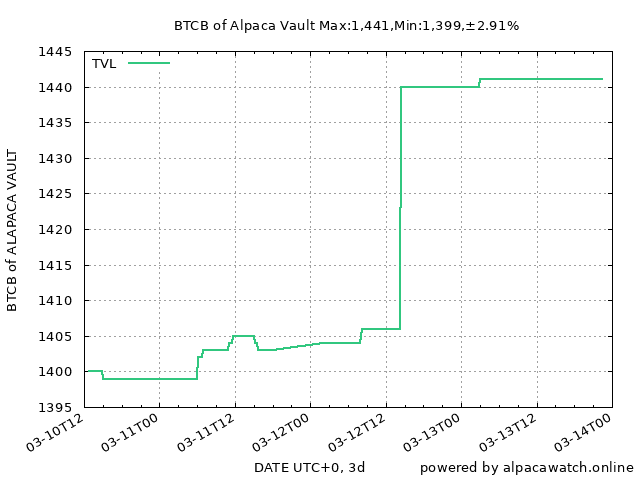 BTCB of Alpaca Vault Max:1,441,Min:1,399,±2.91%
TVL
1445
1440
1435
1430
1425
1420
1415
1410
1405
1400
1395
BTCB of ALAPACA VAULT
03-10T12
03-11T00
03-11T12
03-12T00
03-12T12
03-13T00
03-13T12
03-14T00
DATE UTC+0, 3d
powered by alpacawatch.online